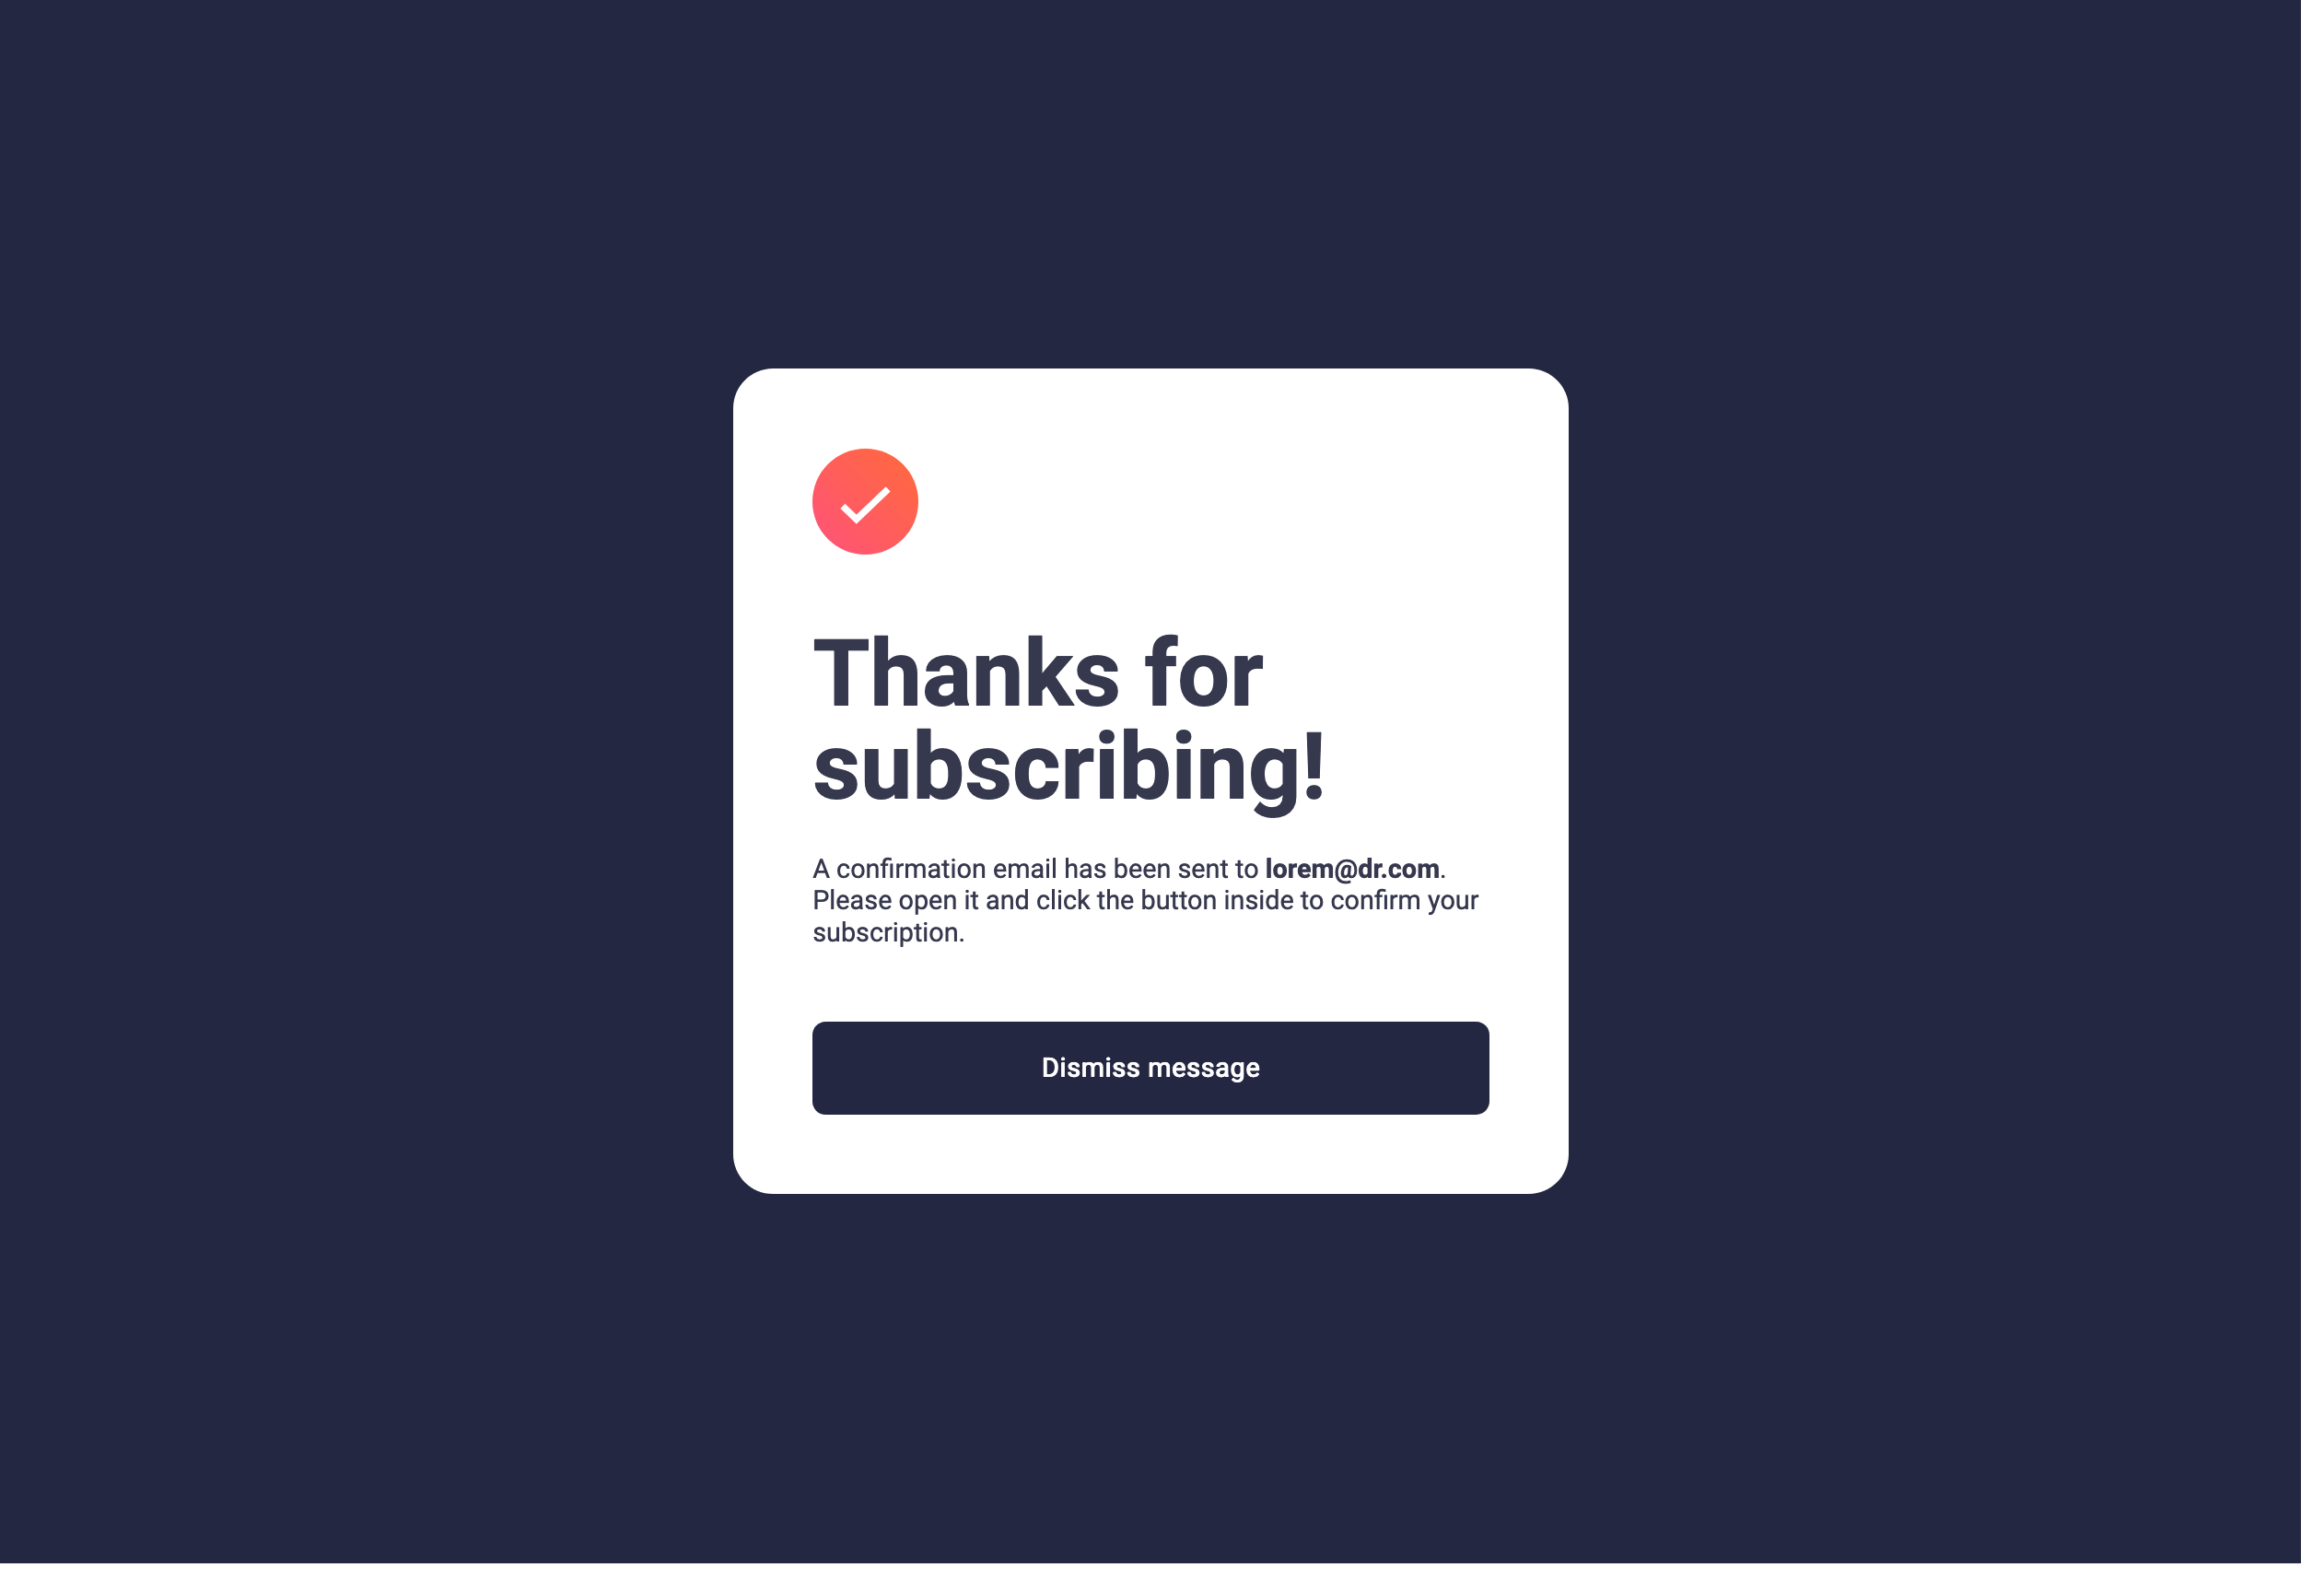 Thanks for
subscribing!
A confirmation email has been sent to lorem@dr.com.
Please open it and click the button inside to confirm your
subscription.
Dismiss message